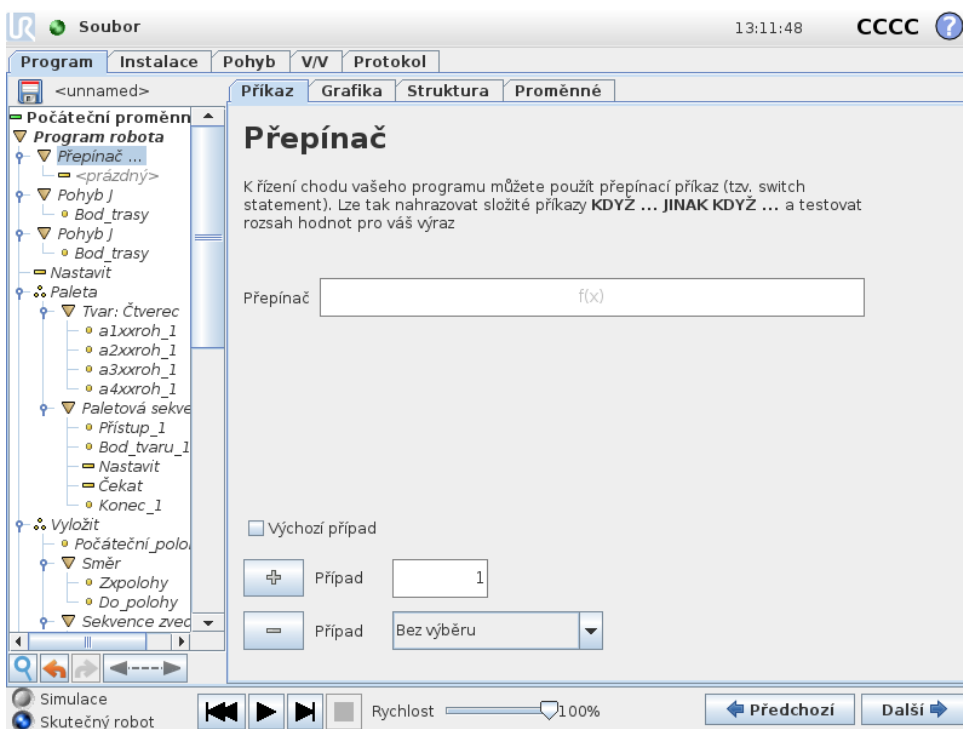 UR Soubor 13:11:48 CCCC ?
Program Instalace Pohyb V/V Protokol
<unnamed> Příkaz Grafika Struktura Proměnné
Počáteční proměnn
Program robota
Přepínač ...
<prázdný>
Pohyb J
Bod_trasy
Pohyb J
Bod_trasy
Nastavit
Paleta
Tvar: Čtverec
a1xxroh_1
a2xxroh_1
a3xxroh_1
a4xxroh_1
Paletová sekve
Přístup_1
Bod_tvaru_1
Nastavit
Čekat
Konec_1
Vyložit
Počáteční_polo
Směr
Zxpolohy
Do_polohy
Sekvence zved
Přepínač
K řízení chodu vašeho programu můžete použít přepínací příkaz (tzv. switch
statement). Lze tak nahrazovat složité příkazy KDYŽ ... JINAK KDYŽ ... a testovat
rozsah hodnot pro váš výraz
Přepínač f(x)
Výchozí případ
Případ 1
Případ Bez výběru
Simulace
Skutečný robot
Rychlost 100%
Předchozí Další